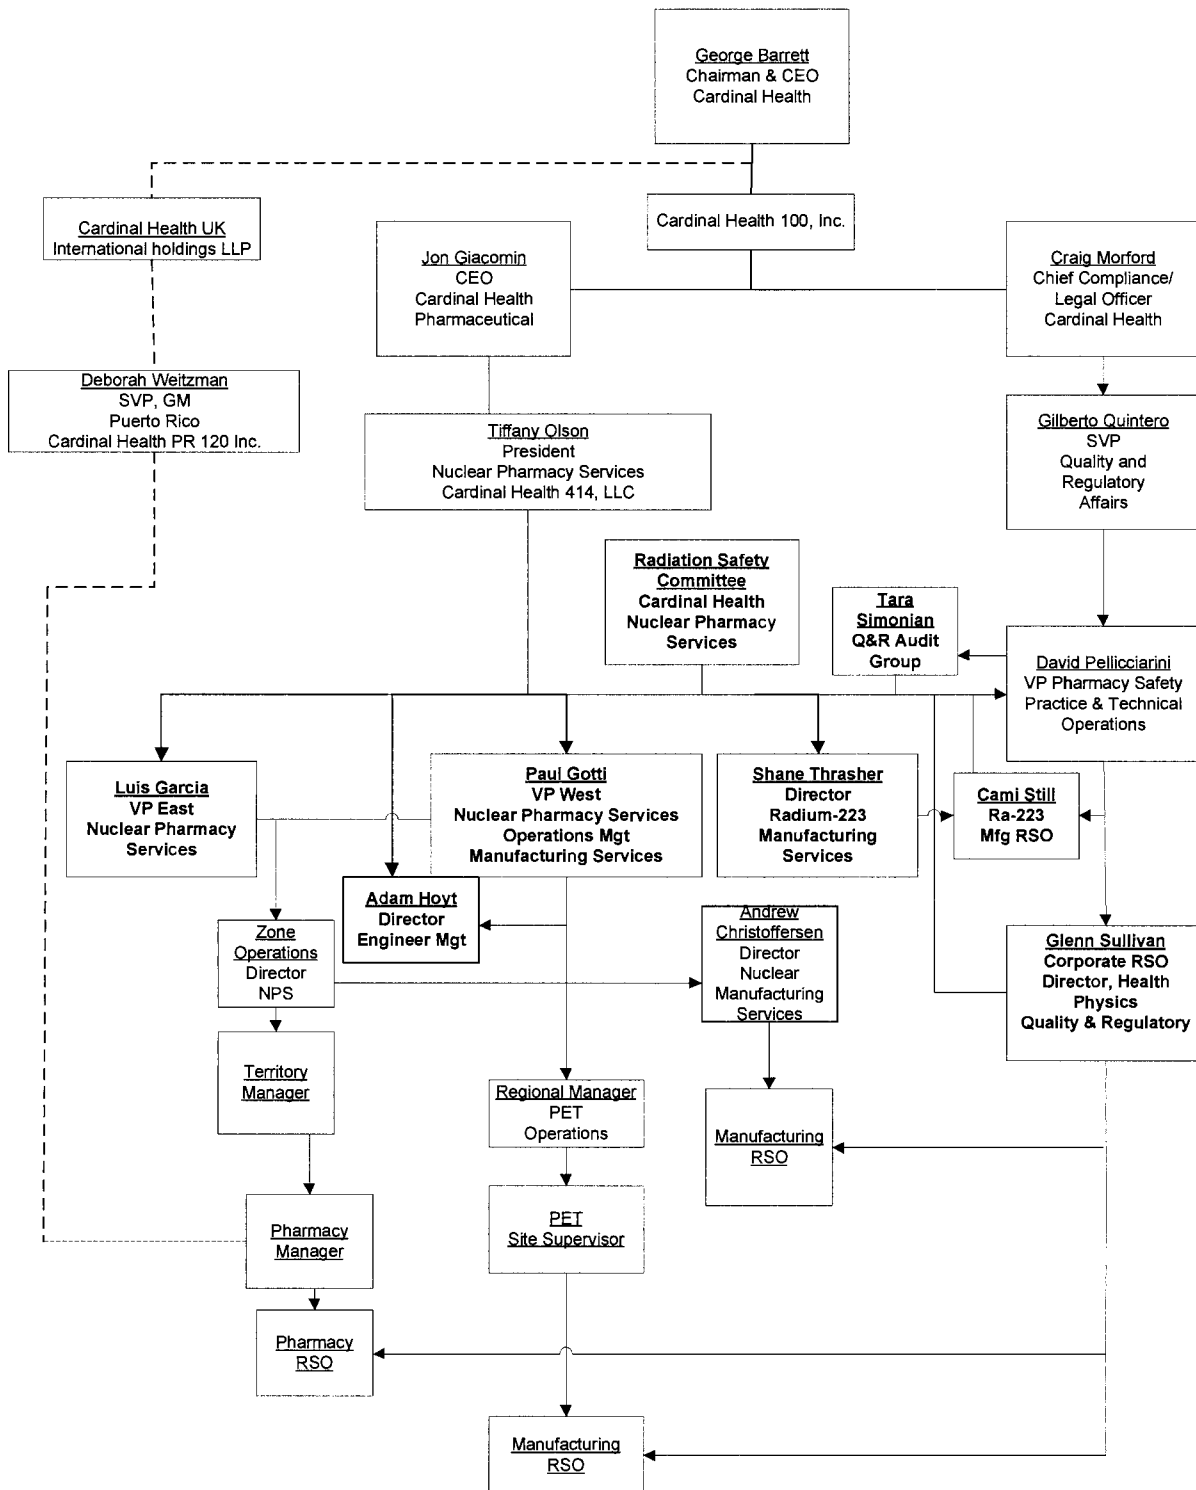 George Barrett
Chairman & CEO
Cardinal Health
Cardinal Health UK
International holdings LLP
Cardinal Health 100, Inc.
Jon Giacomin
CEO
Cardinal Health
Pharmaceutical
Craig Morford
Chief Compliance/
Legal Officer
Cardinal Health
Deborah Weitzman
SVP, GM
Puerto Rico
Cardinal Health PR 120 Inc.
Tiffany Olson
President
Nuclear Pharmacy Services
Cardinal Health 414, LLC
Gilberto Quintero
SVP
Quality and
Regulatory
Affairs
Radiation Safety
Committee
Cardinal Health
Nuclear Pharmacy
Services
Tara
Simonian
Q&R Audit
Group
David Pellicciarini
VP Pharmacy Safety
Practice & Technical
Operations
Luis Garcia
VP East
Nuclear Pharmacy
Services
Paul Gotti
VP West
Nuclear Pharmacy Services
Operations Mgt
Manufacturing Services
Shane Thrasher
Director
Radium-223
Manufacturing
Services
Cami Still
Ra-223
Mfg RSO
Adam Hoyt
Director
Engineer Mgt
Zone
Operations
Director
NPS
Andrew
Christoffersen
Director
Nuclear
Manufacturing
Services
Glenn Sullivan
Corporate RSO
Director, Health
Physics
Quality & Regulatory
Territory
Manager
Regional Manager
PET
Operations
Manufacturing
RSO
Pharmacy
Manager
PET
Site Supervisor
Pharmacy
RSO
Manufacturing
RSO